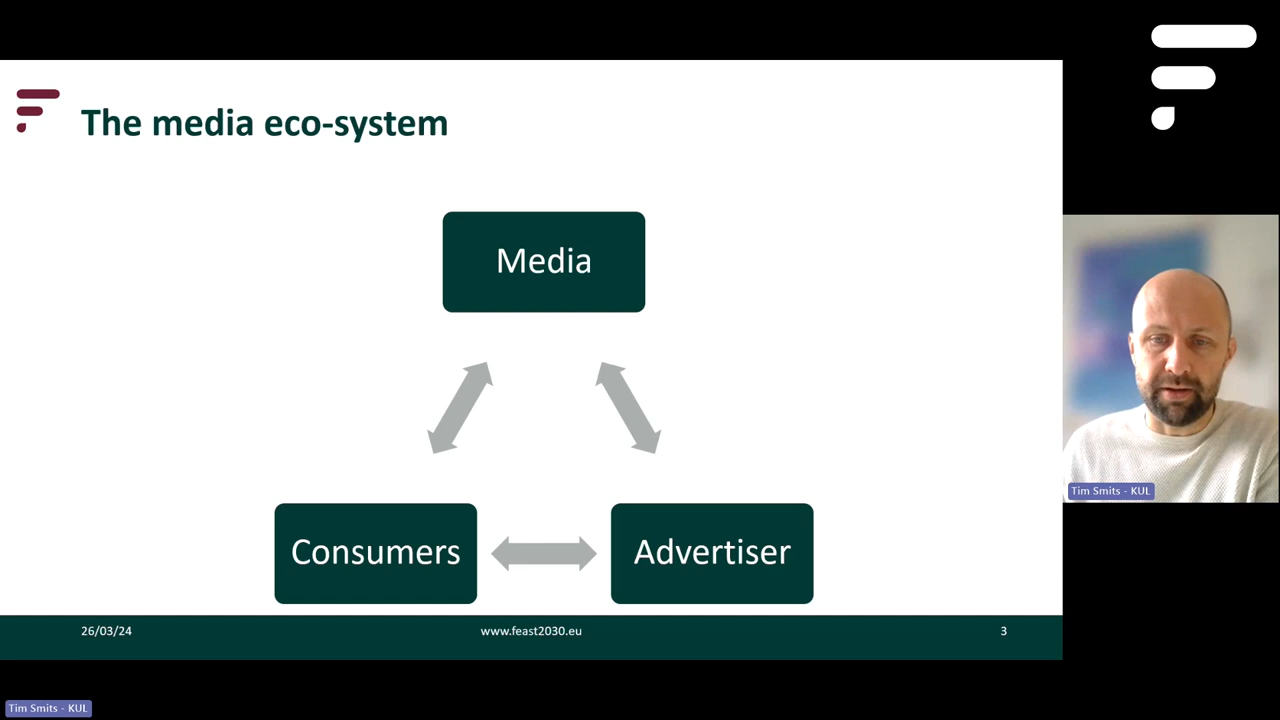 The media eco-system
Media
Consumers
Advertiser
26/03/24
www.feast2030.eu
3
Tim Smits - KUL
Tim Smits - KUL